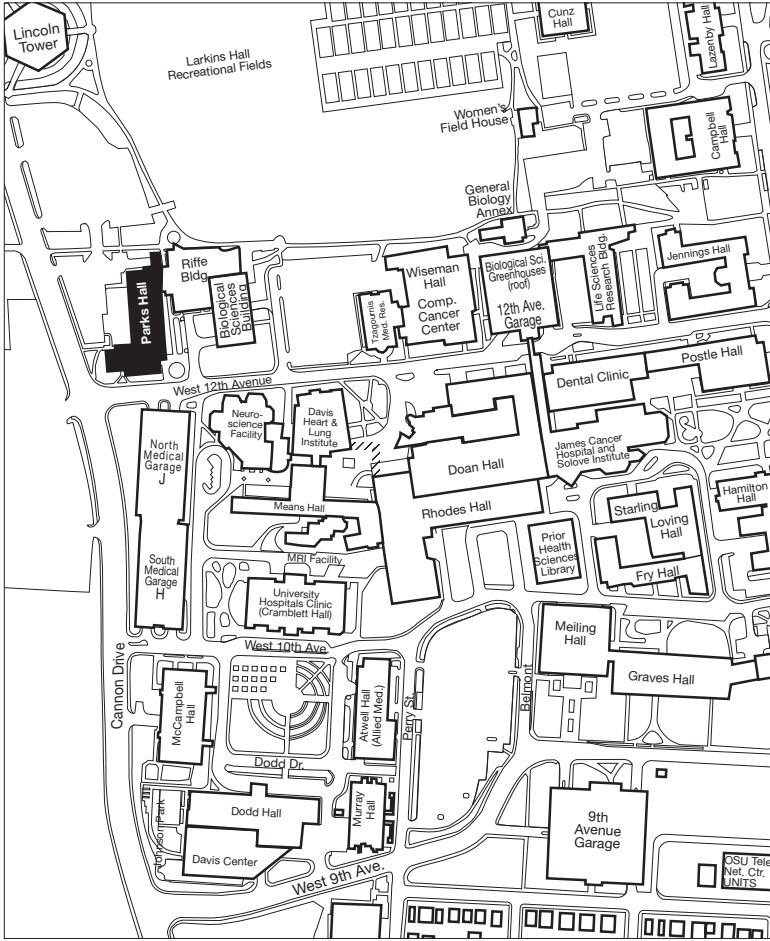 Lincoln
Tower
Larkins Hall
Recreational Fields
Cunz
Hall
Lazenby Hall
Women's
Field House
Campbell
Hall
General
Biology
Annex
Parks Hall
Riffe
Bldg.
Biological
Sciences
Building
Wiseman
Hall
Comp.
Cancer
Center
Tzagournis
Med. Res.
Biological Sci.
Greenhouses
(roof)
12th Ave.
Garage
Life Sciences
Research Bldg.
Jennings Hall
West 12th Avenue
Dental Clinic
Postle Hall
North
Medical
Garage
J
Neuro-
science
Facility
Davis
Heart &
Lung
Institute
Doan Hall
James Cancer
Hospital and
Solove Institute
Means Hall
Rhodes Hall
Hamilton
Hall
Starling
Loving
Hall
South
Medical
Garage
H
MRI Facility
Prior
Health
Sciences
Library
Fry Hall
University
Hospitals Clinic
(Cramblett Hall)
Meiling
Hall
West 10th Ave.
Graves Hall
Cannon Drive
McCampbell
Hall
Atwell Hall
(Allied Med.)
Perry St.
Belmont
Dodd Dr.
Johnson Park
Dodd Hall
Murray
Hall
Davis Center
9th
Avenue
Garage
West 9th Ave.
OSU Tele
Net. Ctr.
UNITS